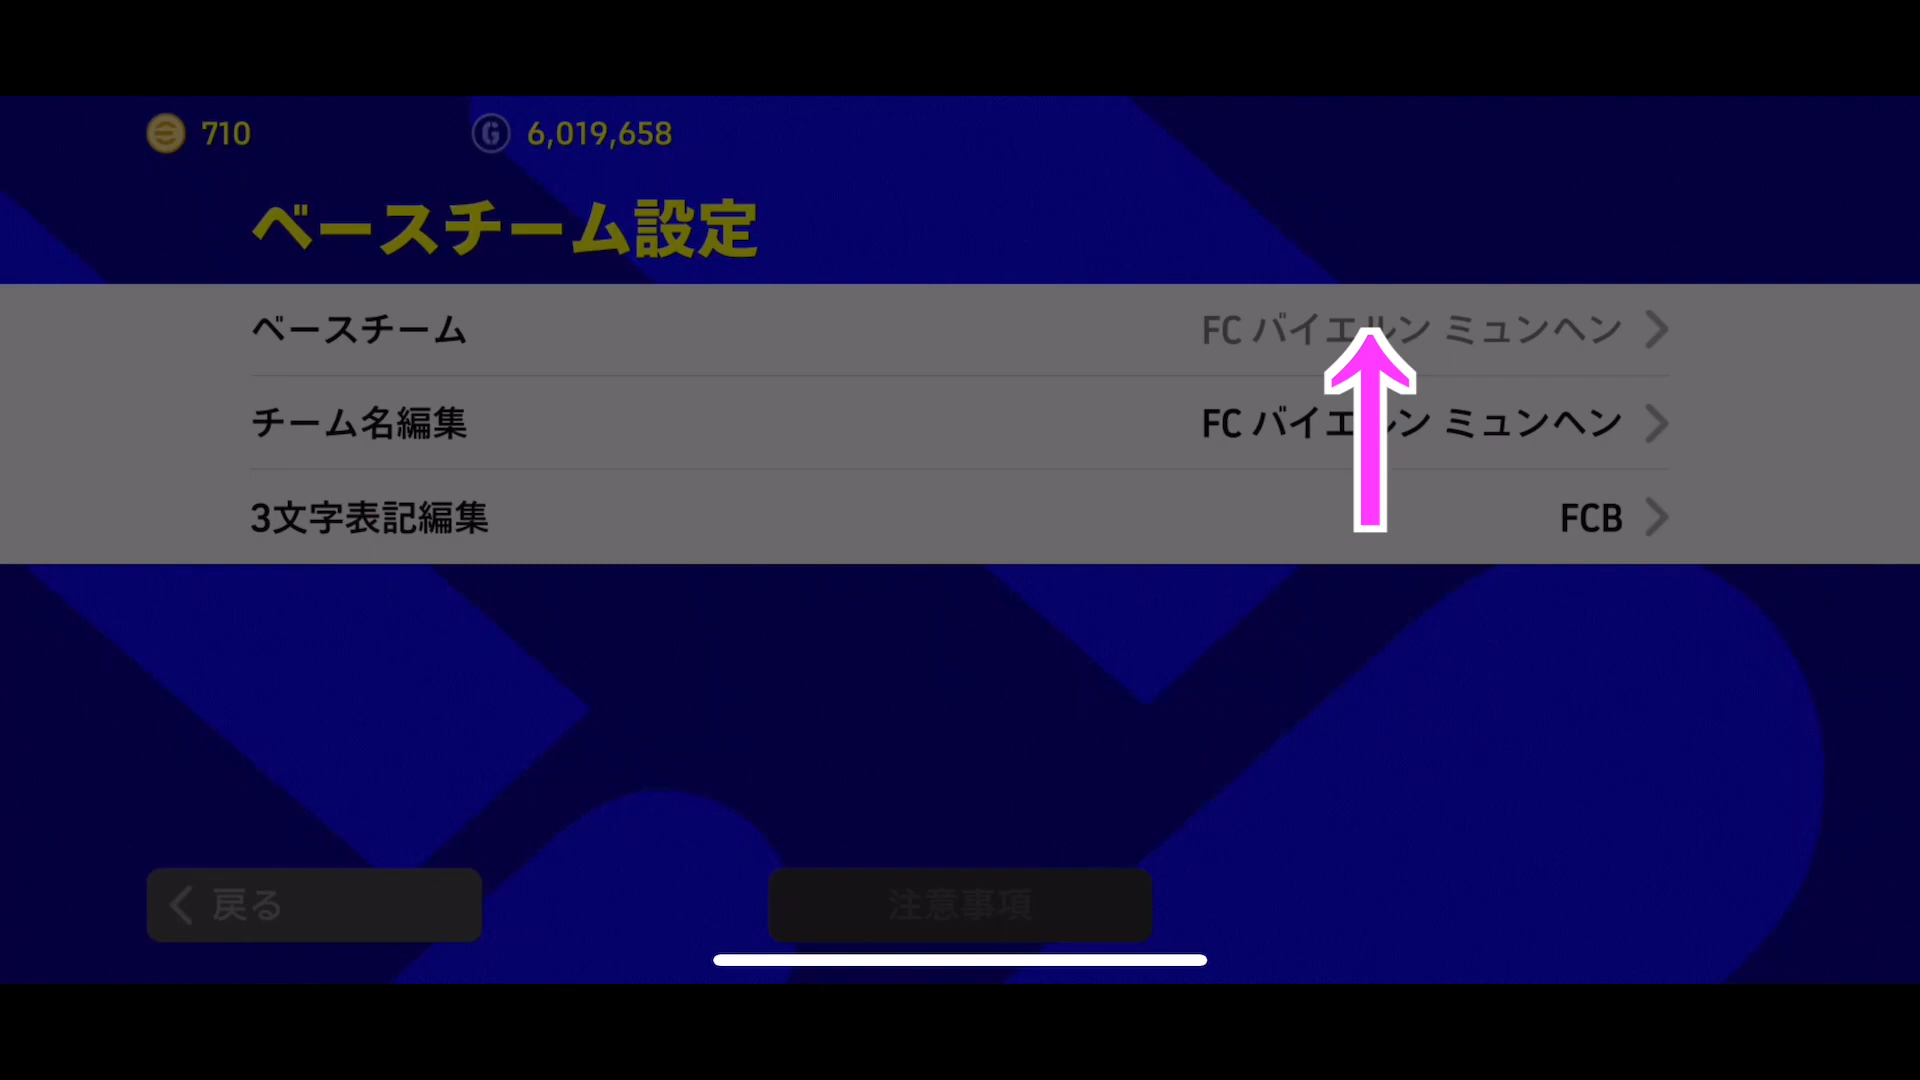 710
6,019,658
ベースチーム設定
ベースチーム FC バイエルン ミュンヘン
チーム名編集 FC バイエルン ミュンヘン
3文字表記編集 FCB
戻る
注意事項